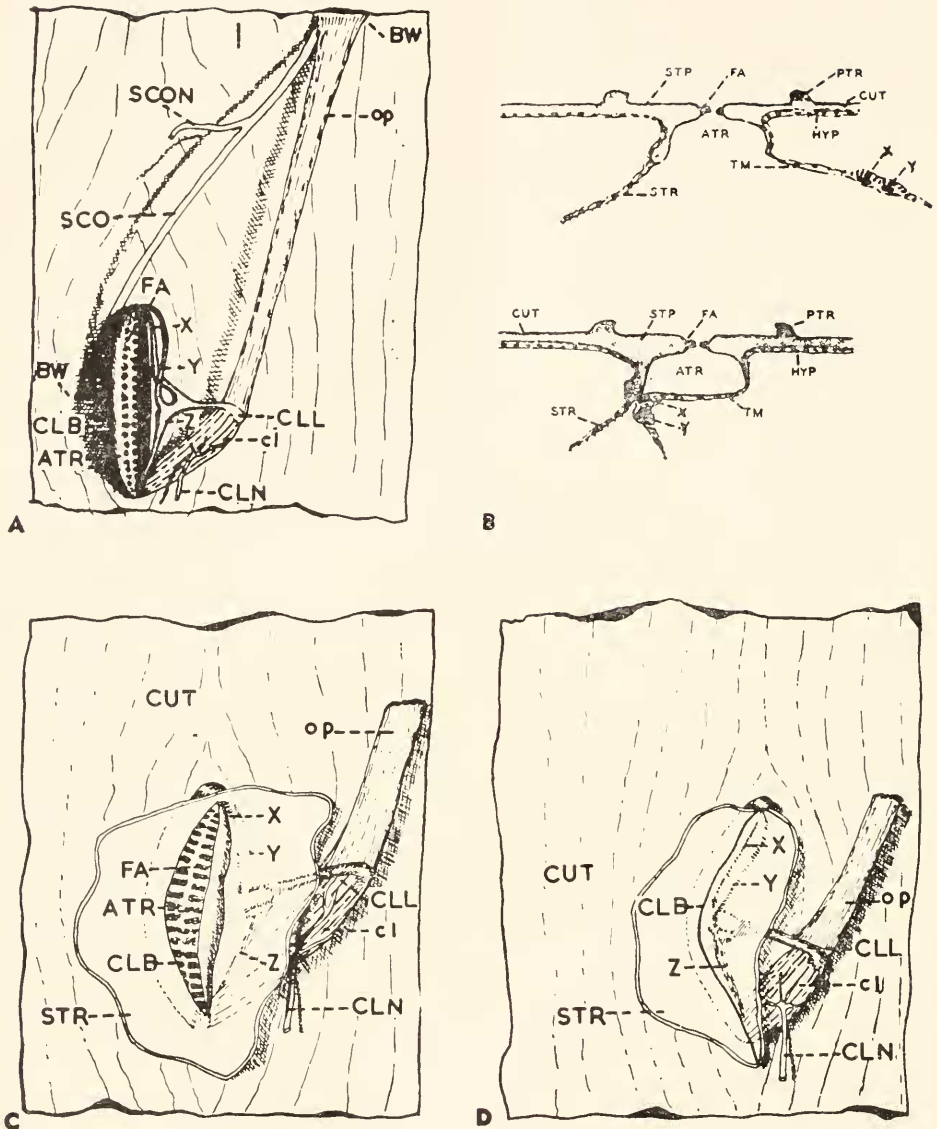 BW
SCON
op
SCO
FA
X
Y
BW
CLB
Z
CLL
ATR
cl
CLN
A
STP FA PTR
CUT
ATR
HYP
X
TM
Y
STR
CUT STP FA PTR
ATR
HYP
STR X TM
Y
B
CUT
op
X
Y
FA
ATR
CLL
cl
CLB
Z
STR
CLN
C
X
Y
CUT
CLB
op
CLL
Z
cl
STR
CLN
D